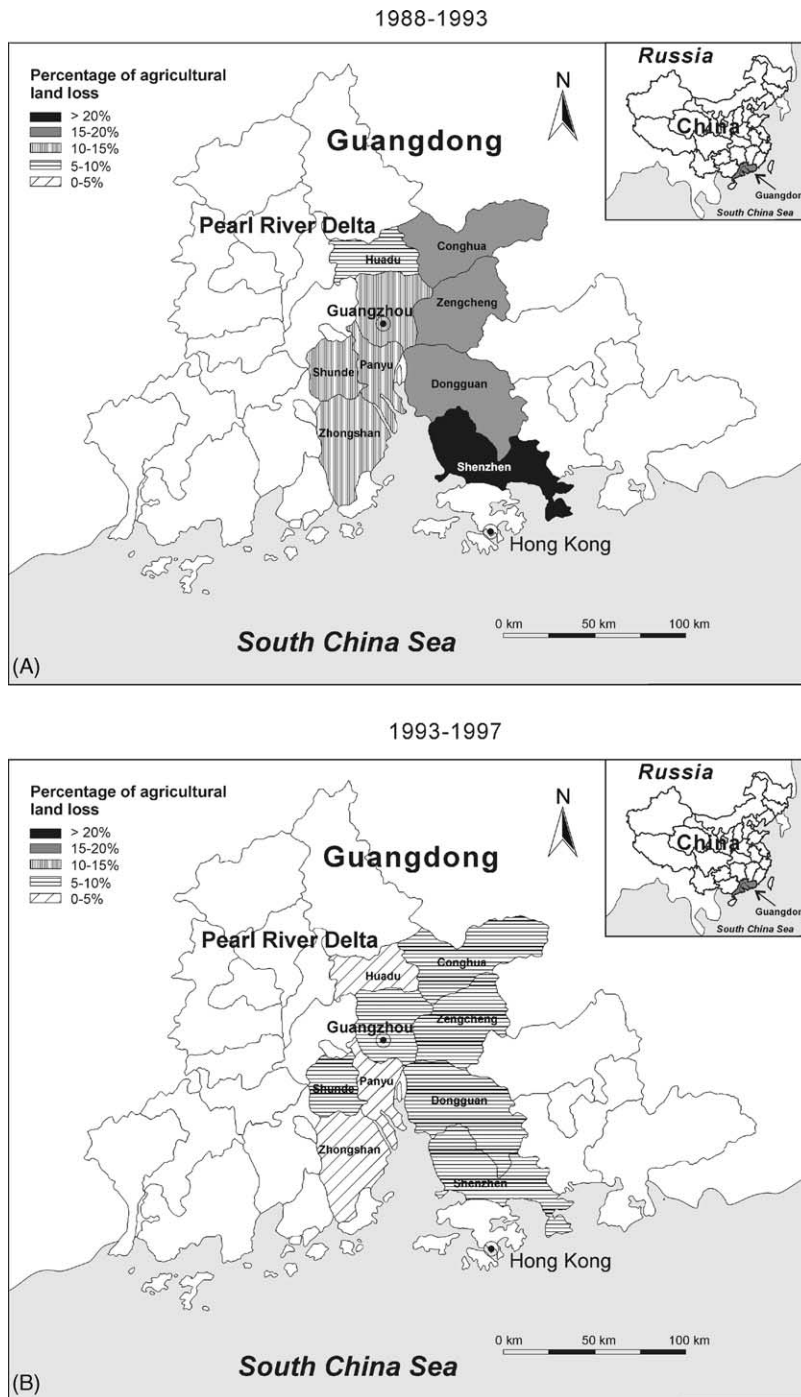 1988-1993
Percentage of agricultural
land loss
> 20%
15-20%
10-15%
5-10%
0-5%
N
Russia
China
Guangdon
South China Sea
Guangdong
Pearl River Delta
Conghua
Huadu
Zengcheng
Guangzhou
Panyu
Shunde
Dongguan
Zhongshan
Shenzhen
Hong Kong
0 km 50 km 100 km
South China Sea
(A)
1993-1997
Percentage of agricultural
land loss
> 20%
15-20%
10-15%
5-10%
0-5%
N
Russia
China
Guangdon
South China Sea
Guangdong
Pearl River Delta
Conghua
Huadu
Zengcheng
Guangzhou
Panyu
Shunde
Dongguan
Zhongshan
Shenzhen
Hong Kong
0 km 50 km 100 km
South China Sea
(B)